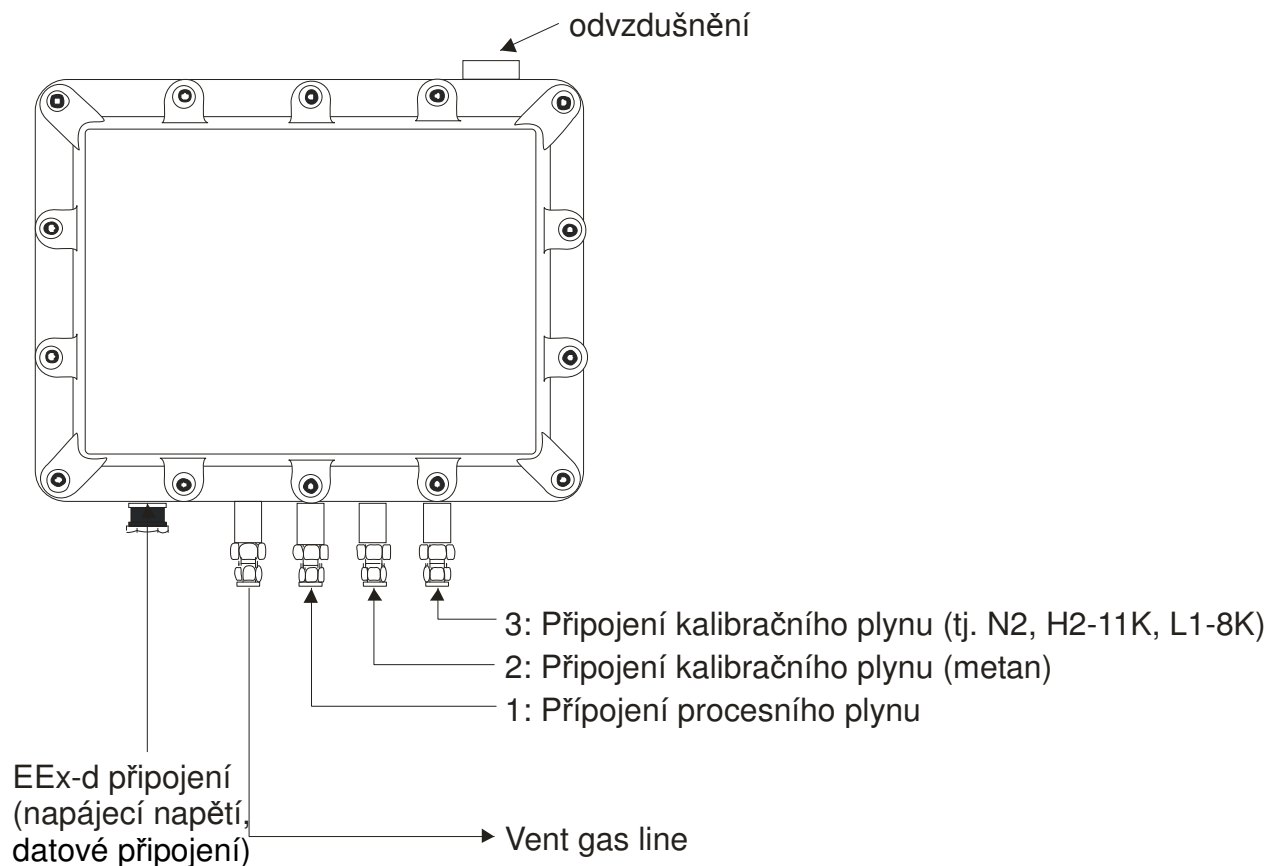 odvzdušnění
3: Připojení kalibračního plynu (tj. N2, H2-11K, L1-8K)
2: Připojení kalibračního plynu (metan)
1: Přípojení procesního plynu
EEx-d připojení
(napájecí napětí,
datové připojení)
Vent gas line